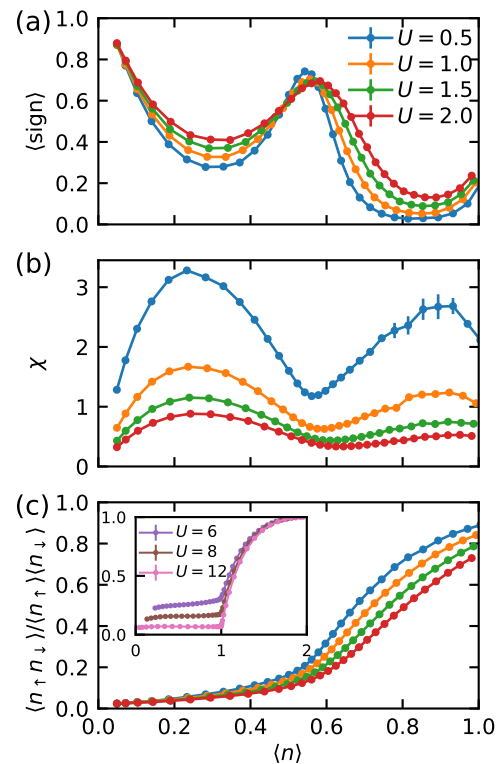 (a)
1.0
0.8
0.6
0.4
0.2
0.0
⟨sign⟩
U = 0.5
U = 1.0
U = 1.5
U = 2.0
(b)
3
2
1
0
χ
(c)
1.0
0.8
0.6
0.4
0.2
0.0
⟨n↑n↓⟩/⟨n↑⟩⟨n↓⟩
1.0
0.5
0.0
U = 6
U = 8
U = 12
0 1 2
0.0 0.2 0.4 0.6 0.8 1.0
⟨n⟩